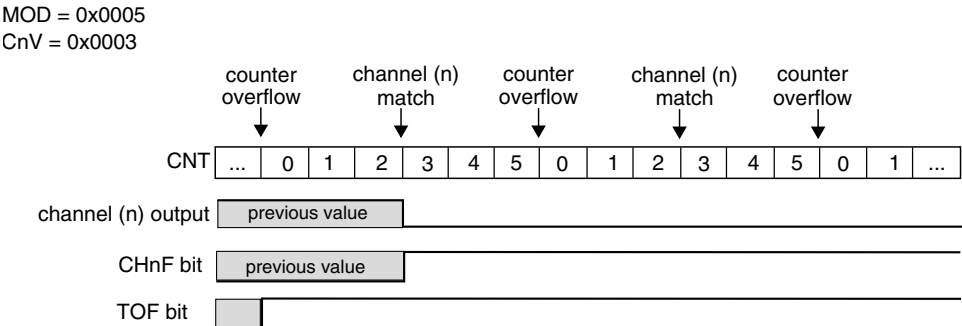 MOD = 0x0005
CnV = 0x0003
counter overflow
channel (n) match
counter overflow
channel (n) match
counter overflow
CNT ... 0 1 2 3 4 5 0 1 2 3 4 5 0 1 ...
channel (n) output previous value
CHnF bit previous value
TOF bit